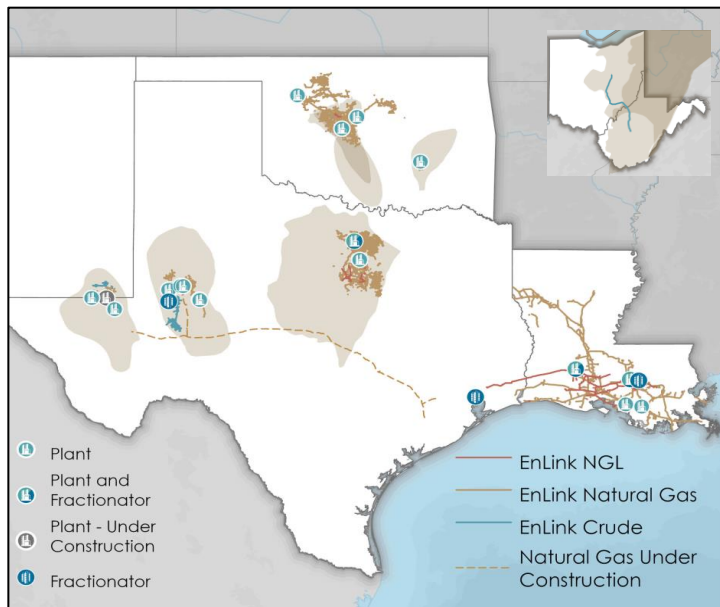 Plant
Plant and
Fractionator
Plant - Under
Construction
Fractionator
EnLink NGL
EnLink Natural Gas
EnLink Crude
Natural Gas Under
Construction